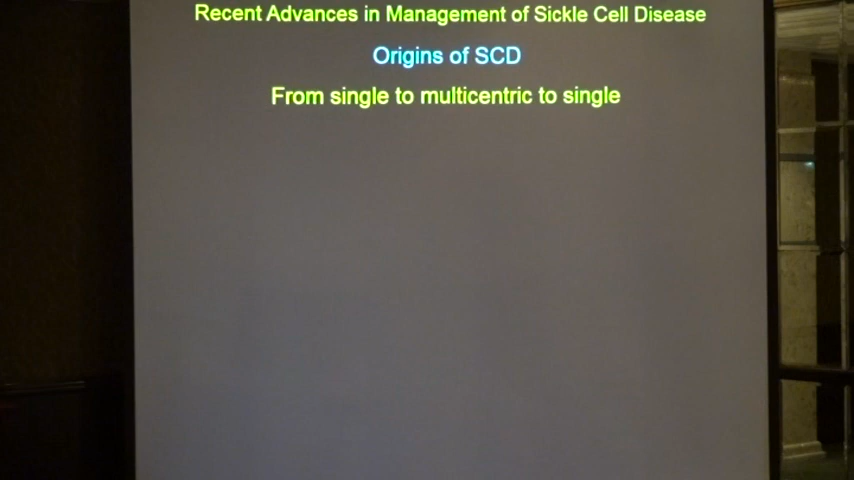 Recent Advances in Management of Sickle Cell Disease
Origins of SCD
From single to multicentric to single